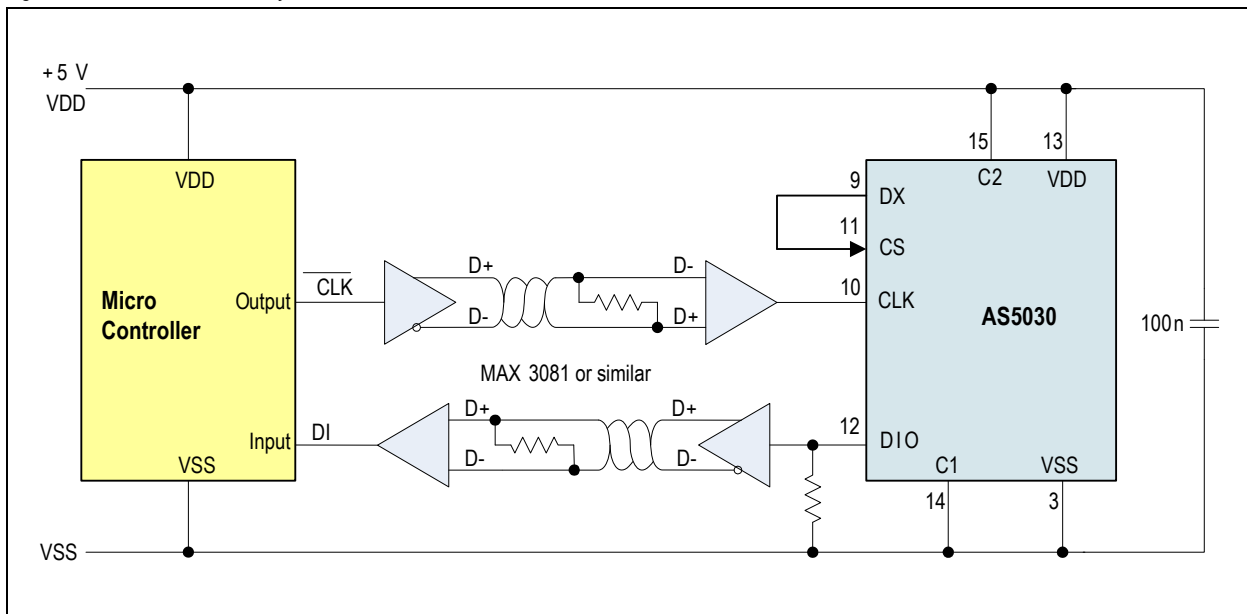 +5 V
VDD
15
13
VDD
C2
VDD
9
DX
11
CS
Micro
Controller
Output
CLK
D+
D-
D-
D+
10
CLK
AS5030
100n
MAX 3081 or similar
Input
DI
D+
D-
D+
D-
12
DIO
VSS
C1
VSS
14
3
VSS